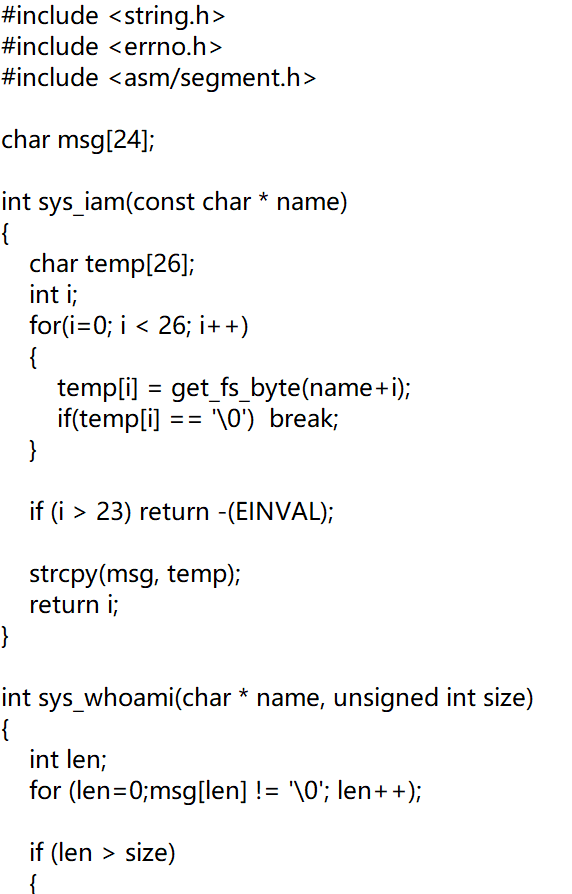 #include <string.h>
#include <errno.h>
#include <asm/segment.h>

char msg[24];

int sys_iam(const char * name)
{
    char temp[26];
    int i;
    for(i=0; i < 26; i++)
    {
        temp[i] = get_fs_byte(name+i);
        if(temp[i] == '\0')  break;
    }

    if (i > 23) return -(EINVAL);

    strcpy(msg, temp);
    return i;
}

int sys_whoami(char * name, unsigned int size)
{
    int len;
    for (len=0;msg[len] != '\0'; len++);

    if (len > size)
    {